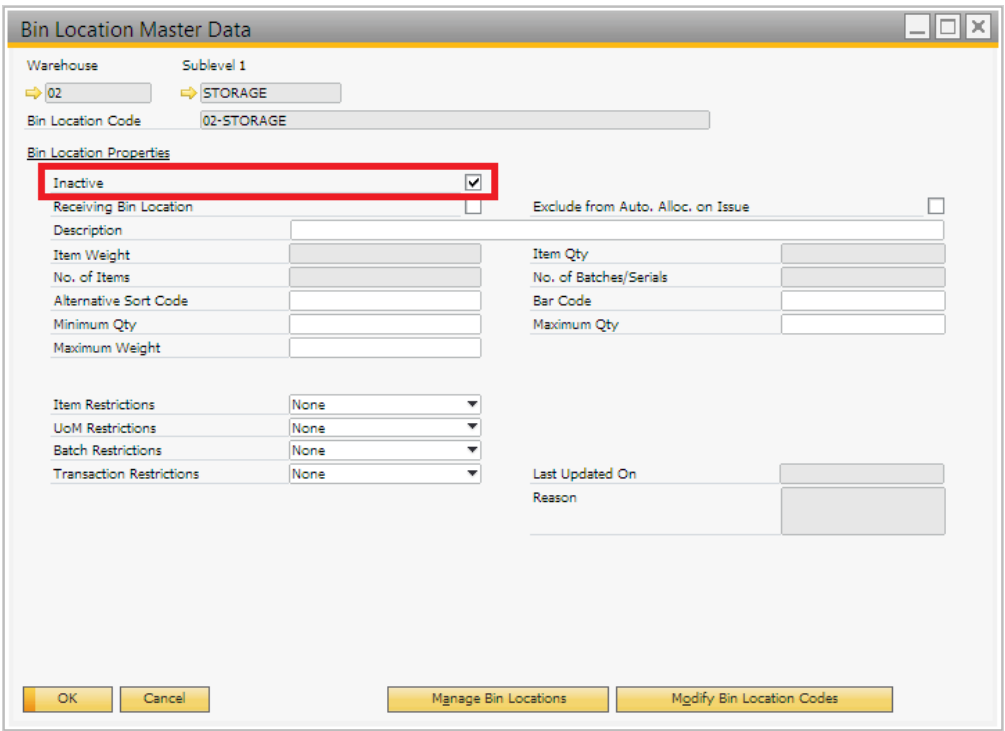 Bin Location Master Data
Warehouse Sublevel 1
02 STORAGE
Bin Location Code 02-STORAGE
Bin Location Properties
Inactive
Receiving Bin Location Exclude from Auto. Alloc. on Issue
Description
Item Weight Item Qty
No. of Items No. of Batches/Serials
Alternative Sort Code Bar Code
Minimum Qty Maximum Qty
Maximum Weight
Item Restrictions None
UoM Restrictions None
Batch Restrictions None
Transaction Restrictions None Last Updated On
Reason
OK Cancel Manage Bin Locations Modify Bin Location Codes